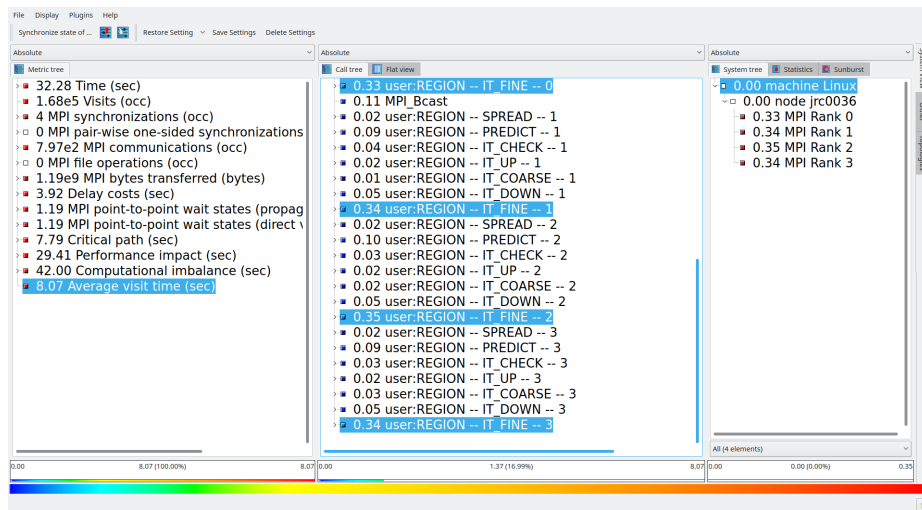 File Display Plugins Help
Synchronize state of ... Restore Setting Save Settings Delete Settings
Absolute
Metric tree
32.28 Time (sec)
1.68e5 Visits (occ)
4 MPI synchronizations (occ)
0 MPI pair-wise one-sided synchronizations
7.97e2 MPI communications (occ)
0 MPI file operations (occ)
1.19e9 MPI bytes transferred (bytes)
3.92 Delay costs (sec)
1.19 MPI point-to-point wait states (propag
1.19 MPI point-to-point wait states (direct
7.79 Critical path (sec)
29.41 Performance impact (sec)
42.00 Computational imbalance (sec)
8.07 Average visit time (sec)
0.00 8.07 (100.00%) 8.07
Absolute
Call tree Flat view
0.33 user:REGION -- IT_FINE -- 0
0.11 MPI_Bcast
0.02 user:REGION -- SPREAD -- 1
0.09 user:REGION -- PREDICT -- 1
0.04 user:REGION -- IT_CHECK -- 1
0.02 user:REGION -- IT_UP -- 1
0.01 user:REGION -- IT_COARSE -- 1
0.05 user:REGION -- IT_DOWN -- 1
0.34 user:REGION -- IT_FINE -- 1
0.02 user:REGION -- SPREAD -- 2
0.10 user:REGION -- PREDICT -- 2
0.03 user:REGION -- IT_CHECK -- 2
0.02 user:REGION -- IT_UP -- 2
0.02 user:REGION -- IT_COARSE -- 2
0.05 user:REGION -- IT_DOWN -- 2
0.35 user:REGION -- IT_FINE -- 2
0.02 user:REGION -- SPREAD -- 3
0.09 user:REGION -- PREDICT -- 3
0.03 user:REGION -- IT_CHECK -- 3
0.02 user:REGION -- IT_UP -- 3
0.02 user:REGION -- IT_COARSE -- 3
0.05 user:REGION -- IT_DOWN -- 3
0.34 user:REGION -- IT_FINE -- 3
0.00 1.37 (16.99%) 8.07
Absolute
System tree Statistics Sunburst
0.00 machine Linux
0.00 node jrc0036
0.33 MPI Rank 0
0.34 MPI Rank 1
0.35 MPI Rank 2
0.34 MPI Rank 3
All (4 elements)
0.00 0.00 (0.00%) 0.35